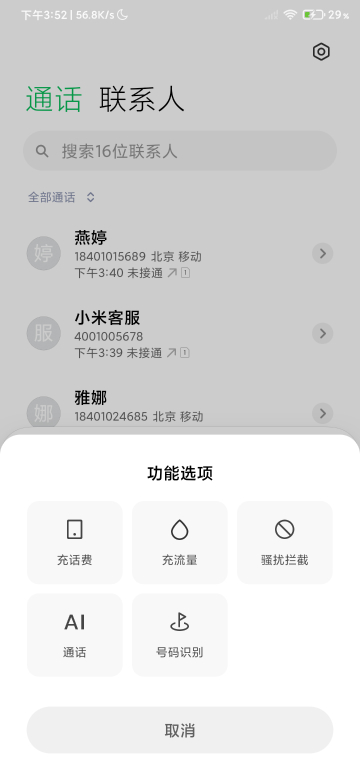 下午3:52 | 56.8K/s
29%
通话 联系人
搜索16位联系人
全部通话
婷
燕婷
18401015689 北京 移动
下午3:40 未接通 1
服
小米客服
4001005678
下午3:39 未接通 1
娜
雅娜
18401024685 北京 移动
功能选项
充话费
充流量
骚扰拦截
AI
通话
号码识别
取消